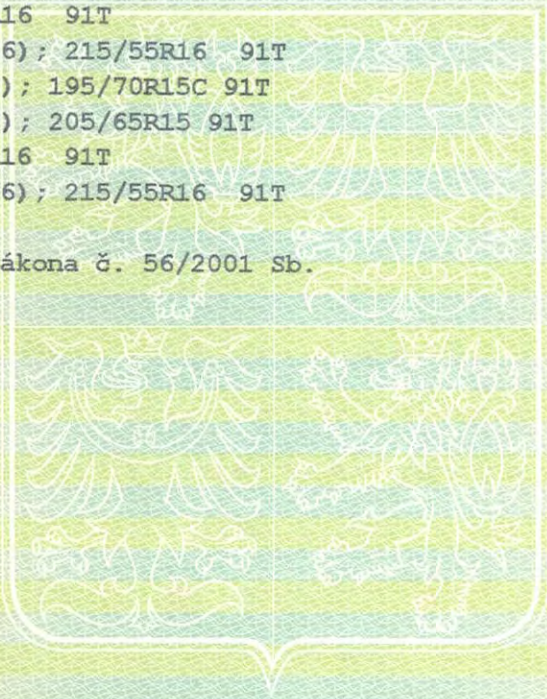 16 91T
6); 215/55R16 91T
); 195/70R15C 91T
); 205/65R15 91T
16 91T
6); 215/55R16 91T
ákona č. 56/2001 Sb.